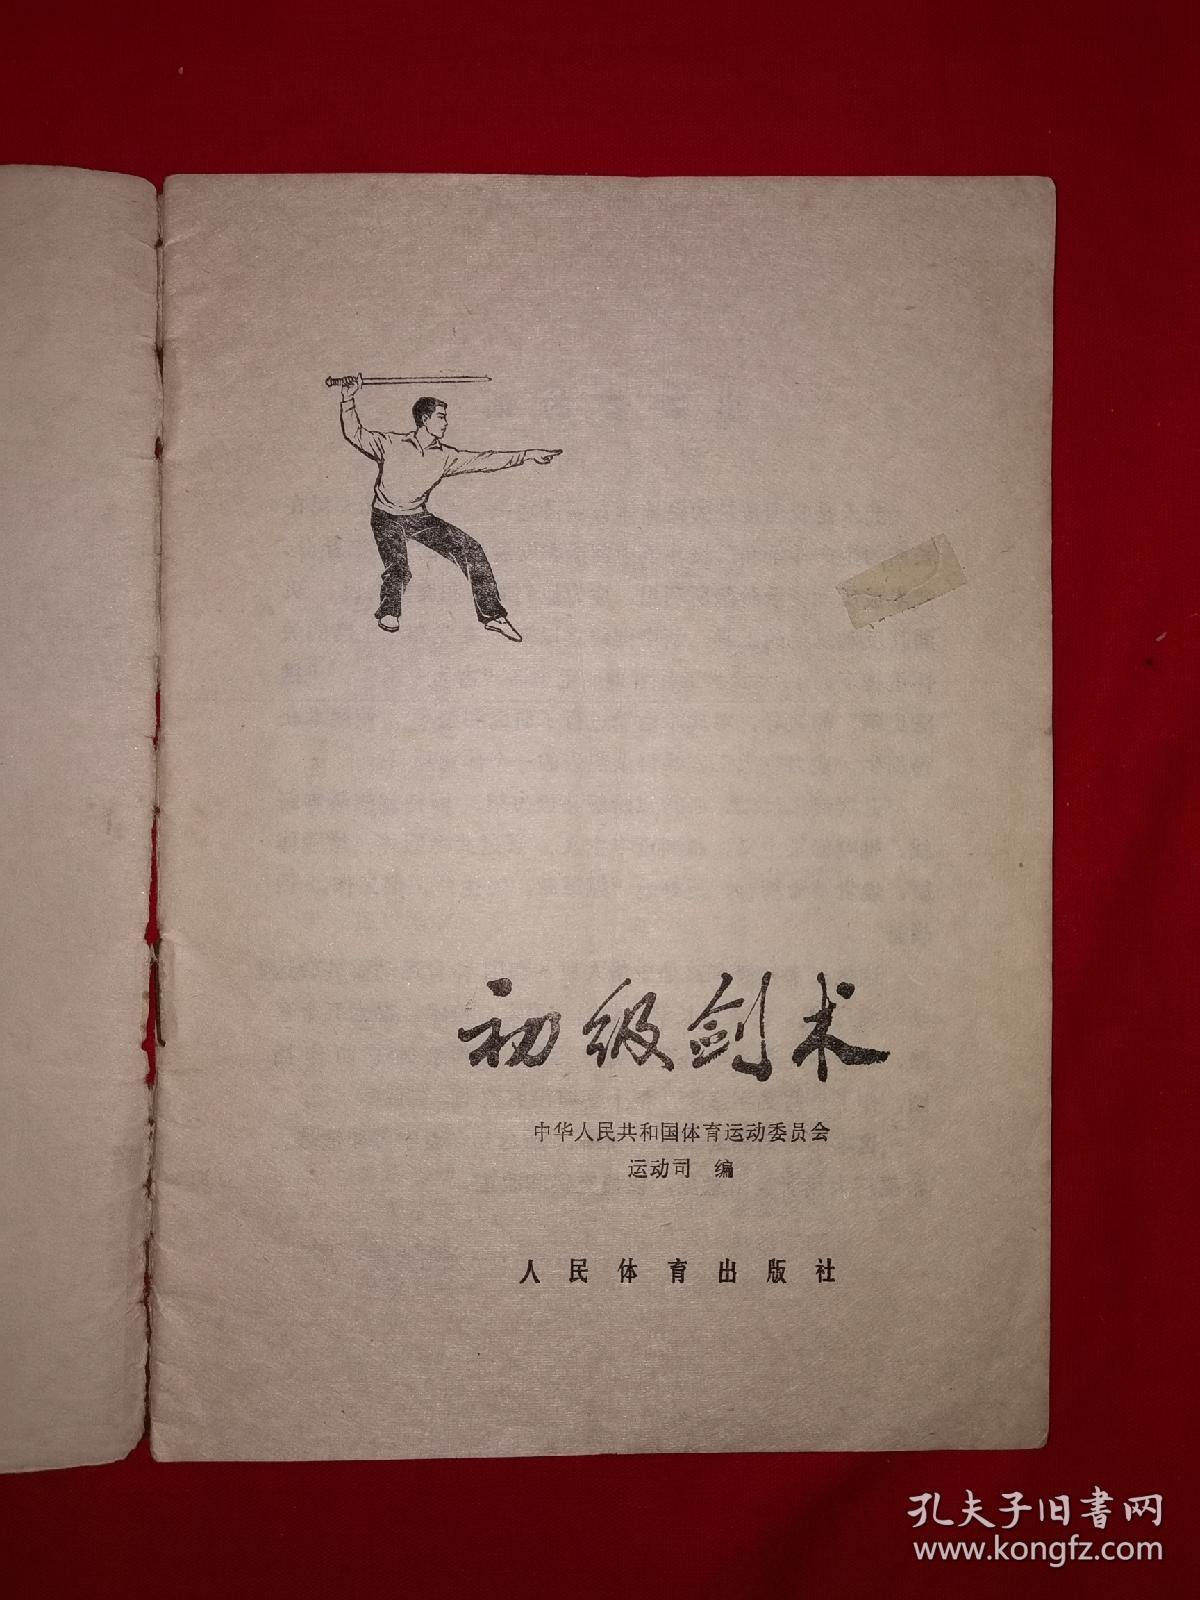 初级剑术
中华人民共和国体育运动委员会
运动司 编
人民体育出版社
孔夫子旧书网
www.kongfz.com